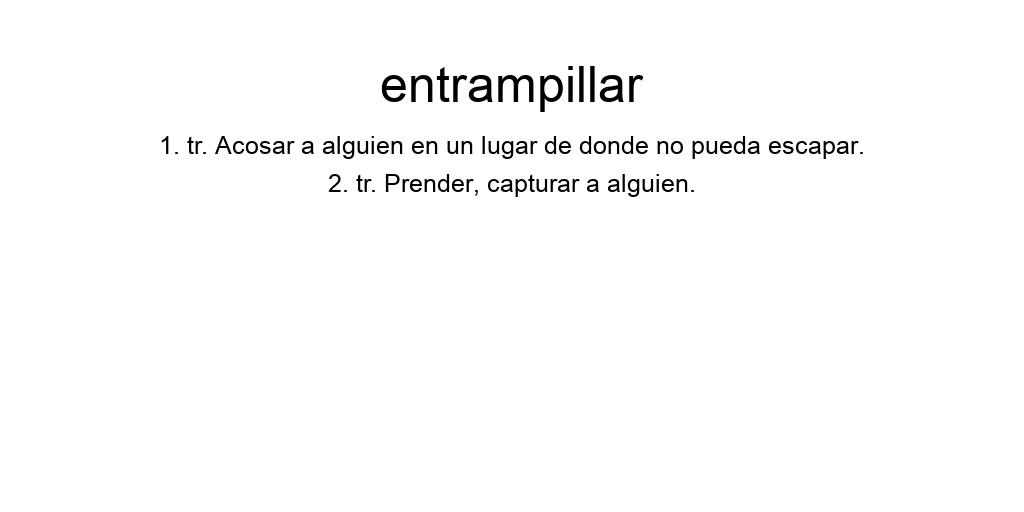 entrampillar
1. tr. Acosar a alguien en un lugar de donde no pueda escapar.
2. tr. Prender, capturar a alguien.